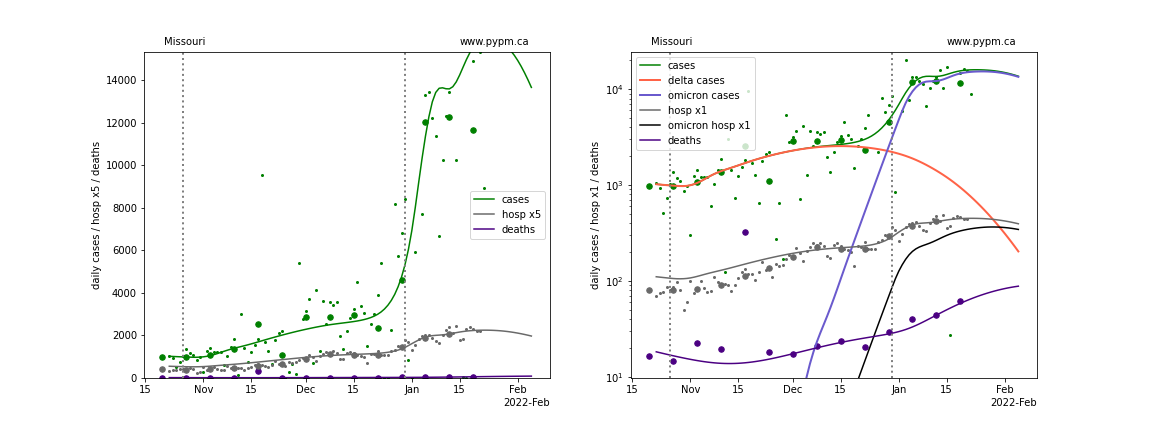 Missouri
www.pypm.ca
daily cases / hosp x5 / deaths
14000
12000
10000
8000
6000
4000
2000
0
cases
hosp x5
deaths
15
Nov
15
Dec
15
Jan
15
Feb
2022-Feb
Missouri
www.pypm.ca
daily cases / hosp x1 / deaths
10^4
10^3
10^2
10^1
cases
delta cases
omicron cases
hosp x1
omicron hosp x1
deaths
Nov
15
Dec
15
Jan
15
Feb
2022-Feb